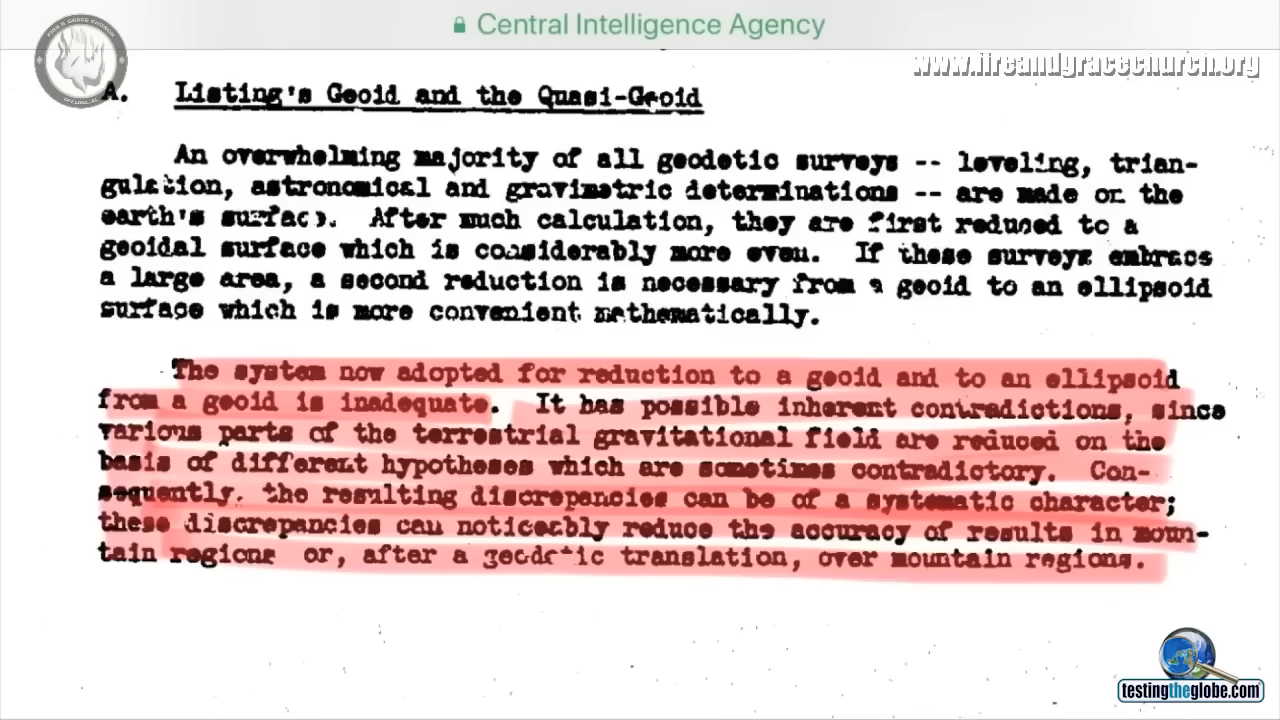 Central Intelligence Agency
FIRE & GRACE CHURCH
www.fireandgracechurch.org
A. Listing's Geoid and the Quasi-Geoid
An overwhelming majority of all geodetic surveys -- leveling, trian-
gulation, astronomical and gravimetric determinations -- are made on the
earth's surface. After much calculation, they are first reduced to a
geoidal surface which is considerably more even. If these surveys embrace
a large area, a second reduction is necessary from a geoid to an ellipsoid
surface which is more convenient mathematically.
The system now adopted for reduction to a geoid and to an ellipsoid
from a geoid is inadequate. It has possible inherent contradictions, since
various parts of the terrestrial gravitational field are reduced on the
basis of different hypotheses which are sometimes contradictory. Con-
sequently, the resulting discrepancies can be of a systematic character;
these discrepancies can noticeably reduce the accuracy of results in moun-
tain regions or, after a geodetic translation, over mountain regions.
testingtheglobe.com